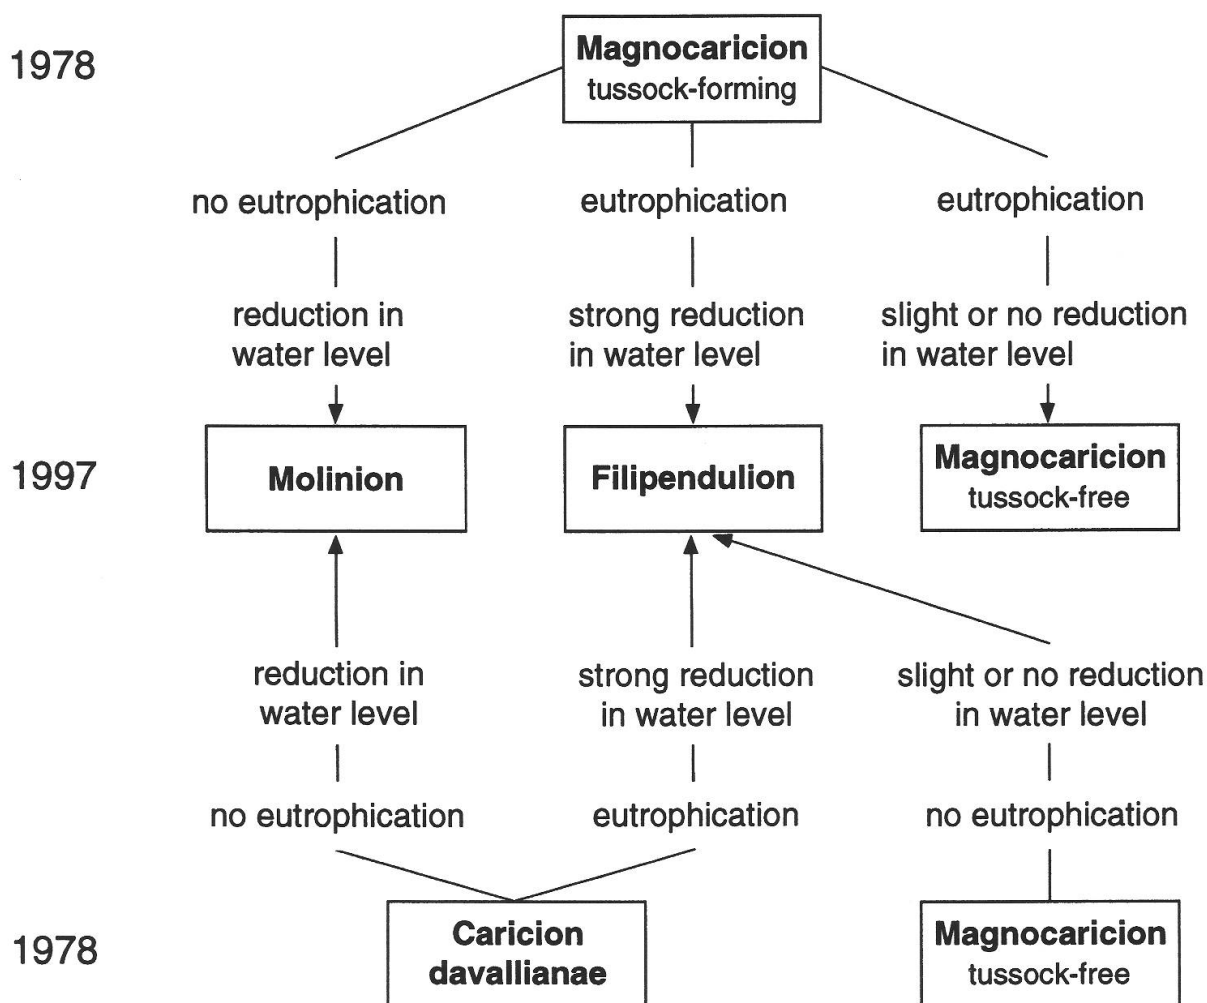 1978
Magnocaricion
tussock-forming
no eutrophication
eutrophication
eutrophication
reduction in
water level
strong reduction
in water level
slight or no reduction
in water level
1997
Molinion
Filipendulion
Magnocaricion
tussock-free
reduction in
water level
strong reduction
in water level
slight or no reduction
in water level
no eutrophication
eutrophication
no eutrophication
1978
Caricion
davallianae
Magnocaricion
tussock-free